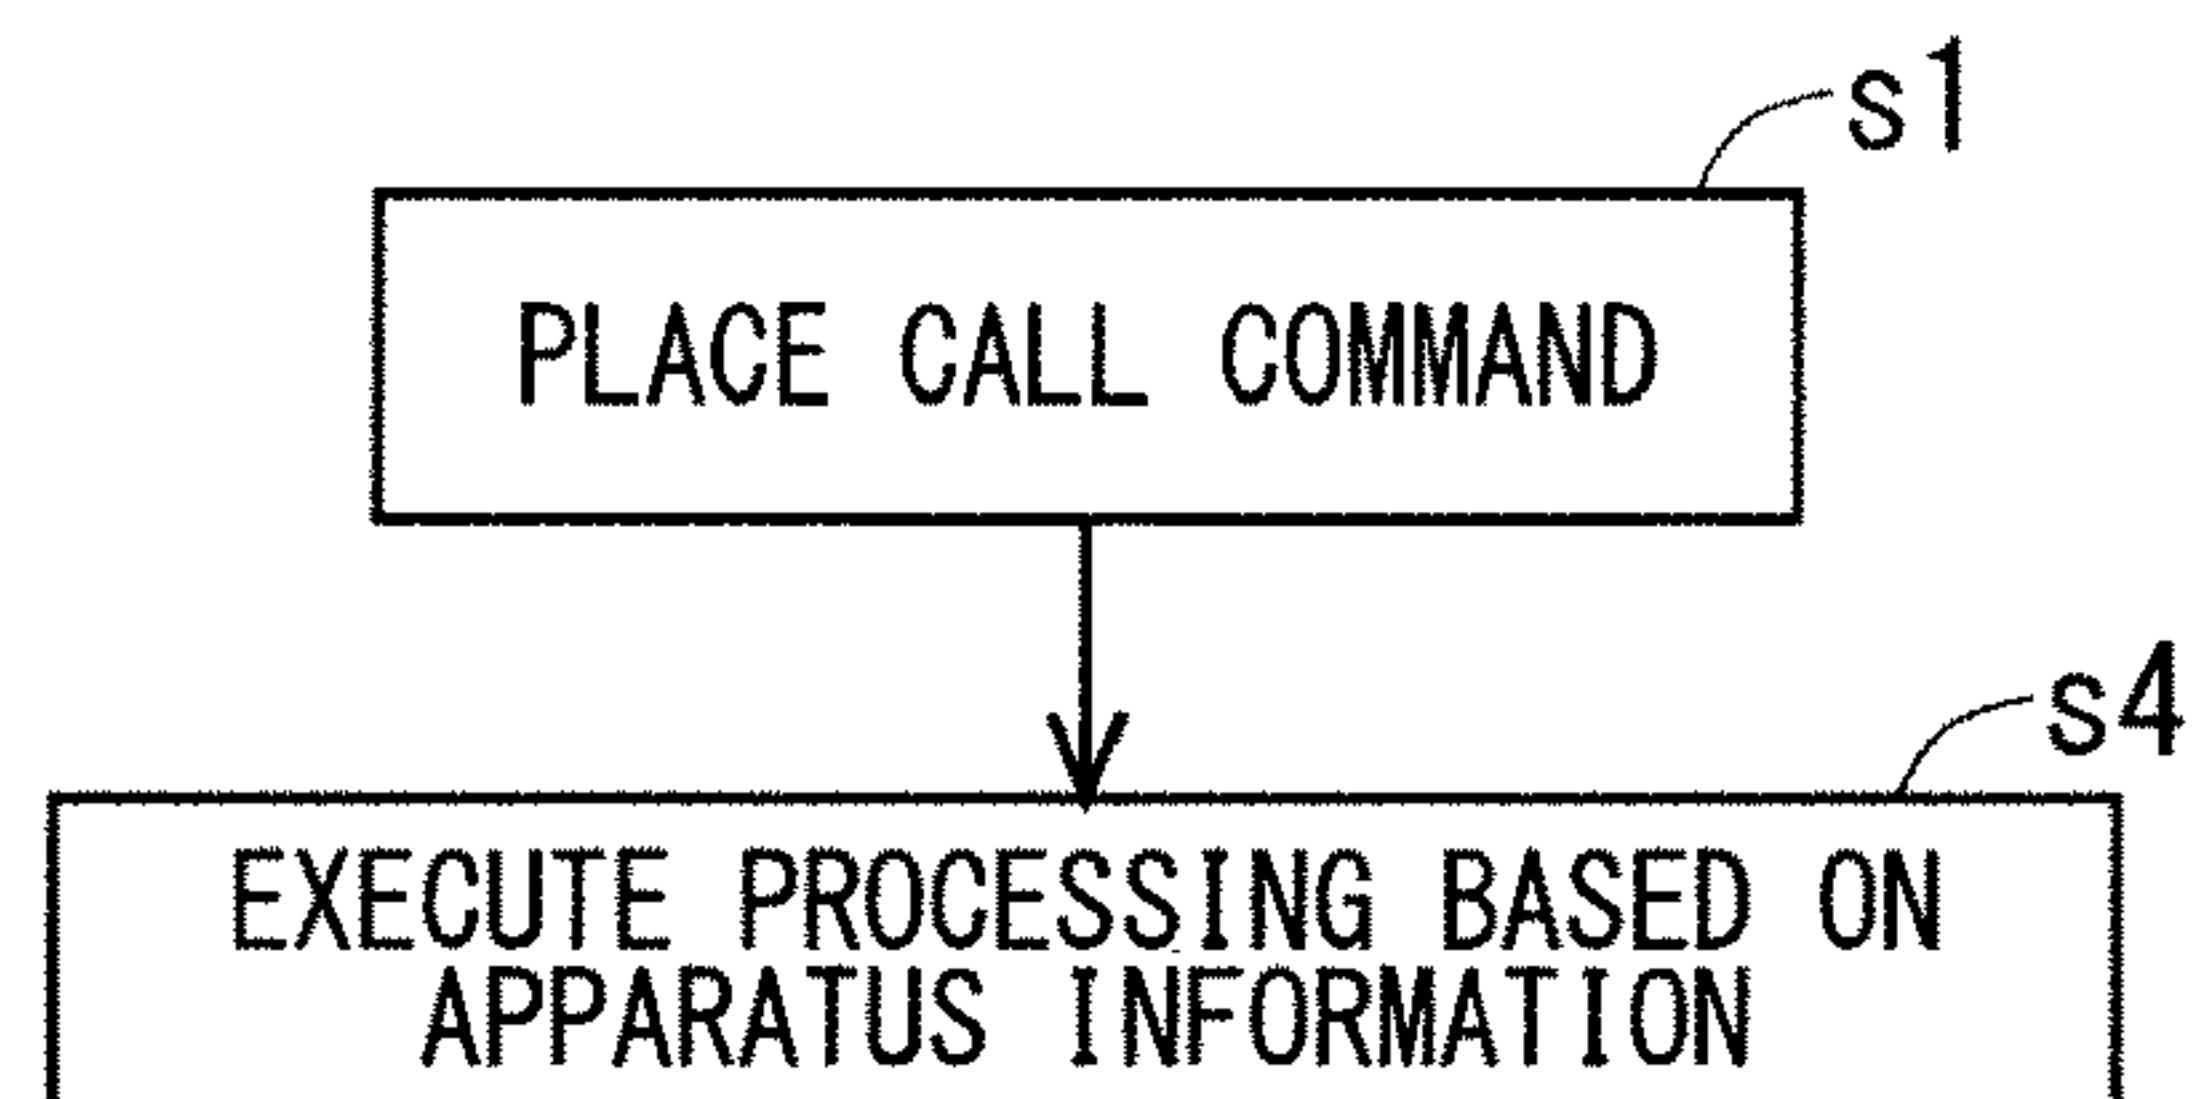 s1
PLACE CALL COMMAND
s4
EXECUTE PROCESSING BASED ON
APPARATUS INFORMATION